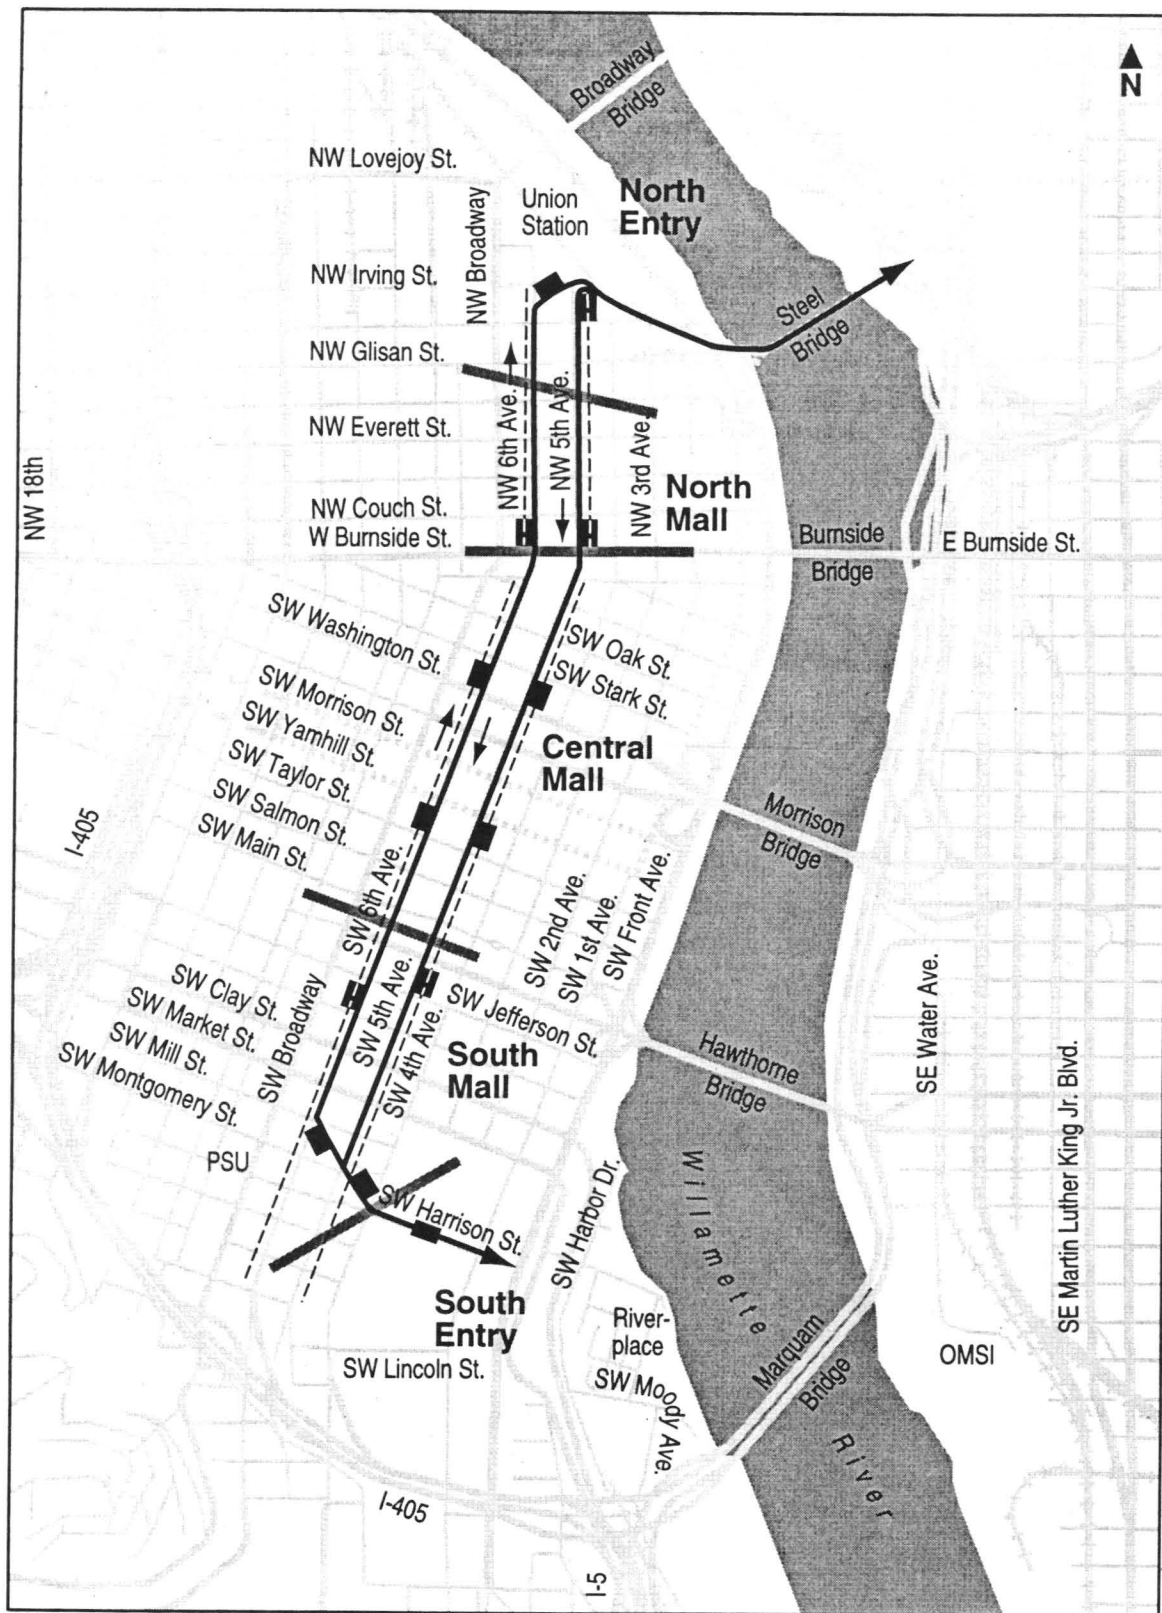 Broadway
Bridge
N
NW Lovejoy St.
NW Broadway
Union
Station
North
Entry
NW Irving St.
Steel
Bridge
NW Glisan St.
NW 6th Ave.
NW 5th Ave.
NW Everett St.
NW 3rd Ave.
North
Mall
NW 18th
NW Couch St.
W Burnside St.
Burnside
Bridge
E Burnside St.
SW Washington St.
SW Oak St.
SW Stark St.
SW Morrison St.
SW Yamhill St.
SW Taylor St.
SW Salmon St.
SW Main St.
Central
Mall
I-405
Morrison
Bridge
SW 6th Ave.
SW 5th Ave.
SW 4th Ave.
SW 2nd Ave.
SW 1st Ave.
SW Front Ave.
SW Clay St.
SW Market St.
SW Mill St.
SW Montgomery St.
SW Broadway
SW Jefferson St.
South
Mall
Hawthorne
Bridge
SE Water Ave.
SE Martin Luther King Jr. Blvd.
PSU
SW Harrison St.
SW Harbor Dr.
Willamette
South
Entry
River-
place
SW Lincoln St.
SW Moody Ave.
Marquam
Bridge
OMSI
River
I-405
I-5